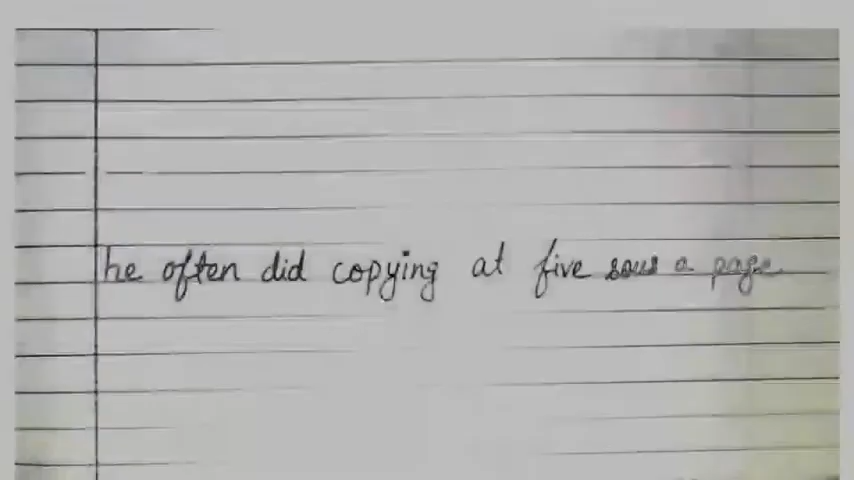 he often did copying at five sous a page.